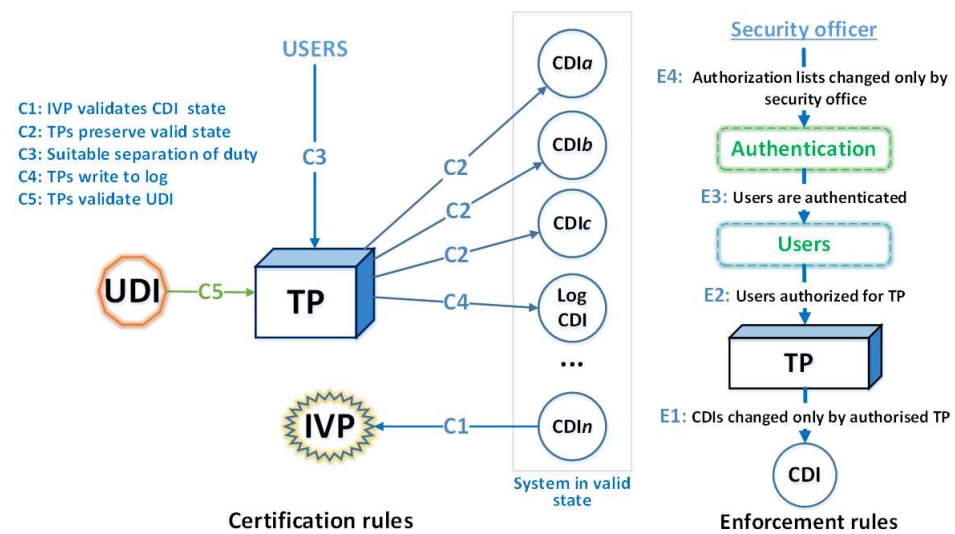 USERS
C1: IVP validates CDI state
C2: TPs preserve valid state
C3: Suitable separation of duty
C4: TPs write to log
C5: TPs validate UDI
C3
UDI
C5
TP
C2
C2
C2
C4
CDIa
CDIb
CDIc
Log
CDI
...
CDIn
C1
IVP
System in valid
state
Certification rules
Security officer
E4: Authorization lists changed only by
security office
Authentication
E3: Users are authenticated
Users
E2: Users authorized for TP
TP
E1: CDIs changed only by authorised TP
CDI
Enforcement rules